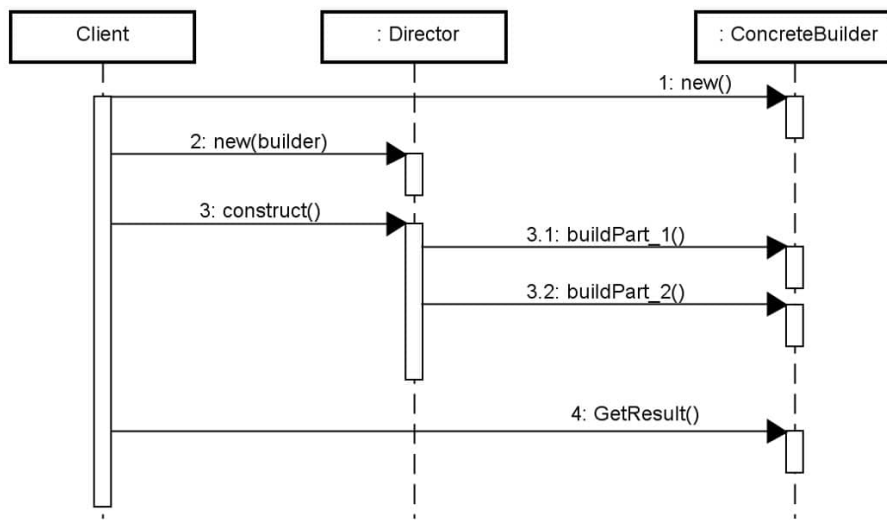 Client
: Director
: ConcreteBuilder
1: new()
2: new(builder)
3: construct()
3.1: buildPart_1()
3.2: buildPart_2()
4: GetResult()